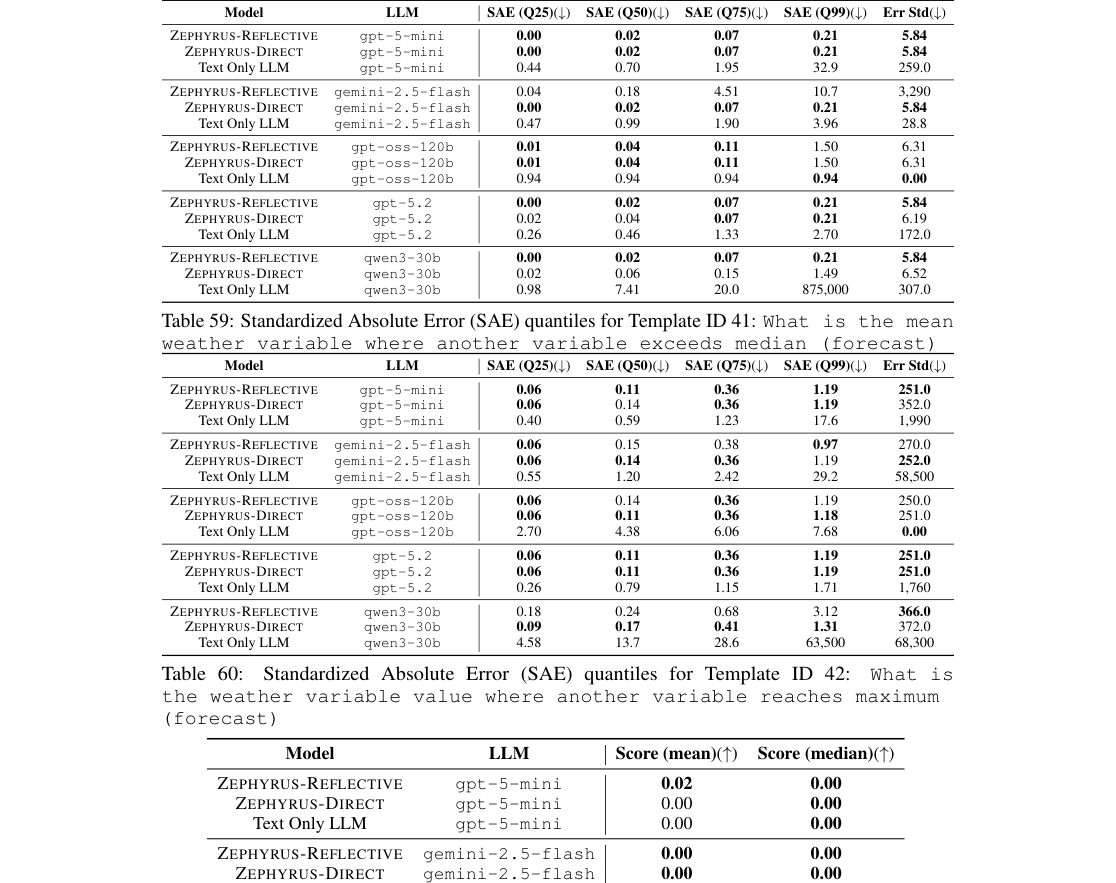 Model LLM SAE (Q25)(↓) SAE (Q50)(↓) SAE (Q75)(↓) SAE (Q99)(↓) Err Std(↓)
ZEPHYRUS-REFLECTIVE gpt-5-mini 0.00 0.02 0.07 0.21 5.84
ZEPHYRUS-DIRECT gpt-5-mini 0.00 0.02 0.07 0.21 5.84
Text Only LLM gpt-5-mini 0.44 0.70 1.95 32.9 259.0
ZEPHYRUS-REFLECTIVE gemini-2.5-flash 0.04 0.18 4.51 10.7 3,290
ZEPHYRUS-DIRECT gemini-2.5-flash 0.00 0.02 0.07 0.21 5.84
Text Only LLM gemini-2.5-flash 0.47 0.99 1.90 3.96 28.8
ZEPHYRUS-REFLECTIVE gpt-oss-120b 0.01 0.04 0.11 1.50 6.31
ZEPHYRUS-DIRECT gpt-oss-120b 0.01 0.04 0.11 1.50 6.31
Text Only LLM gpt-oss-120b 0.94 0.94 0.94 0.94 0.00
ZEPHYRUS-REFLECTIVE gpt-5.2 0.00 0.02 0.07 0.21 5.84
ZEPHYRUS-DIRECT gpt-5.2 0.02 0.04 0.07 0.21 6.19
Text Only LLM gpt-5.2 0.26 0.46 1.33 2.70 172.0
ZEPHYRUS-REFLECTIVE qwen3-30b 0.00 0.02 0.07 0.21 5.84
ZEPHYRUS-DIRECT qwen3-30b 0.02 0.06 0.15 1.49 6.52
Text Only LLM qwen3-30b 0.98 7.41 20.0 875,000 307.0
Table 59: Standardized Absolute Error (SAE) quantiles for Template ID 41: What is the mean
weather variable where another variable exceeds median (forecast)
Model LLM SAE (Q25)(↓) SAE (Q50)(↓) SAE (Q75)(↓) SAE (Q99)(↓) Err Std(↓)
ZEPHYRUS-REFLECTIVE gpt-5-mini 0.06 0.11 0.36 1.19 251.0
ZEPHYRUS-DIRECT gpt-5-mini 0.06 0.14 0.36 1.19 352.0
Text Only LLM gpt-5-mini 0.40 0.59 1.23 17.6 1,990
ZEPHYRUS-REFLECTIVE gemini-2.5-flash 0.06 0.15 0.38 0.97 270.0
ZEPHYRUS-DIRECT gemini-2.5-flash 0.06 0.14 0.36 1.19 252.0
Text Only LLM gemini-2.5-flash 0.55 1.20 2.42 29.2 58,500
ZEPHYRUS-REFLECTIVE gpt-oss-120b 0.06 0.14 0.36 1.19 250.0
ZEPHYRUS-DIRECT gpt-oss-120b 0.06 0.11 0.36 1.18 251.0
Text Only LLM gpt-oss-120b 2.70 4.38 6.06 7.68 0.00
ZEPHYRUS-REFLECTIVE gpt-5.2 0.06 0.11 0.36 1.19 251.0
ZEPHYRUS-DIRECT gpt-5.2 0.06 0.11 0.36 1.19 251.0
Text Only LLM gpt-5.2 0.26 0.79 1.15 1.71 1,760
ZEPHYRUS-REFLECTIVE qwen3-30b 0.18 0.24 0.68 3.12 366.0
ZEPHYRUS-DIRECT qwen3-30b 0.09 0.17 0.41 1.31 372.0
Text Only LLM qwen3-30b 4.58 13.7 28.6 63,500 68,300
Table 60: Standardized Absolute Error (SAE) quantiles for Template ID 42: What is
the weather variable value where another variable reaches maximum
(forecast)
Model LLM Score (mean)(↑) Score (median)(↑)
ZEPHYRUS-REFLECTIVE gpt-5-mini 0.02 0.00
ZEPHYRUS-DIRECT gpt-5-mini 0.00 0.00
Text Only LLM gpt-5-mini 0.00 0.00
ZEPHYRUS-REFLECTIVE gemini-2.5-flash 0.00 0.00
ZEPHYRUS-DIRECT gemini-2.5-flash 0.00 0.00